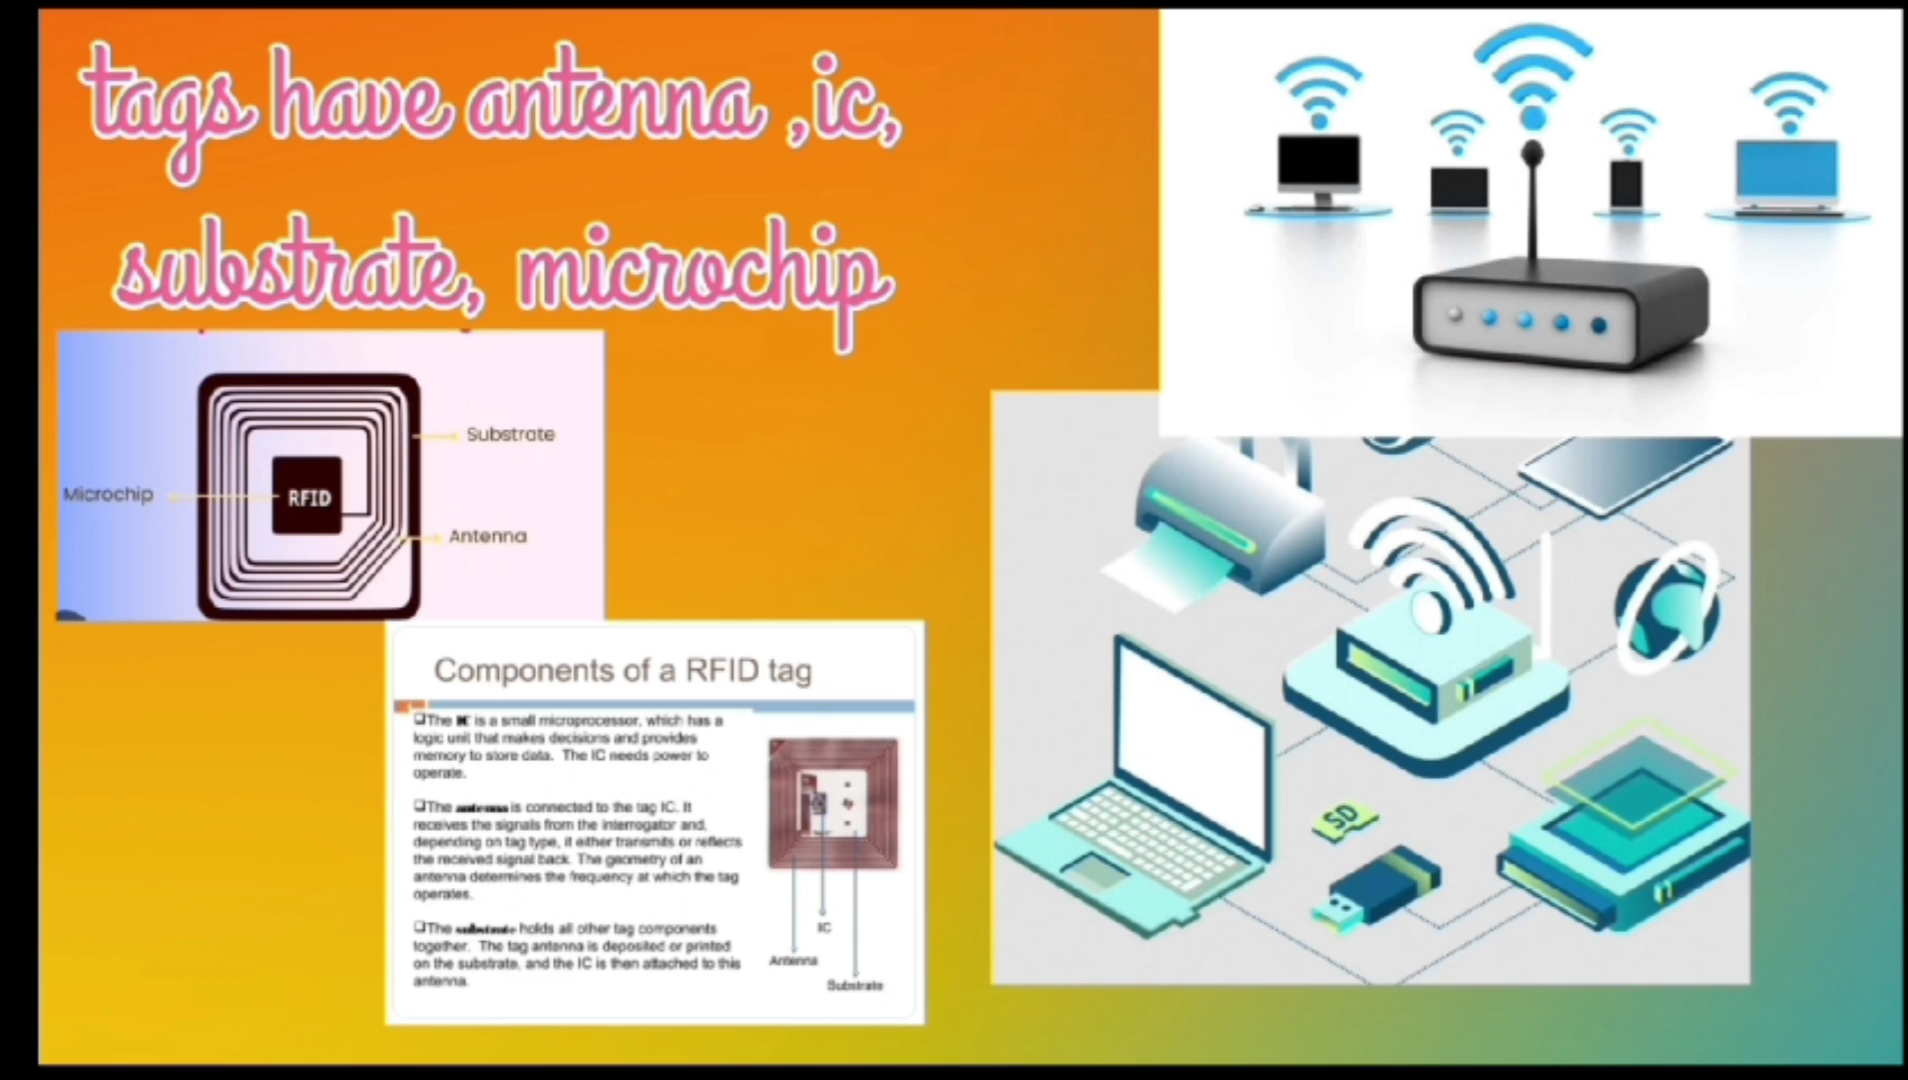 tags have antenna ,ic,
substrate, microchip
Substrate
Microchip
RFID
Antenna
Components of a RFID tag
The IC is a small microprocessor, which has a
logic unit that makes decisions and provides
memory to store data. The IC needs power to
operate.
The antenna is connected to the tag IC. It
receives the signals from the interrogator and,
depending on tag type, it either transmits or reflects
the received signal back. The geometry of an
antenna determines the frequency at which the tag
operates.
The substrate holds all other tag components
together. The tag antenna is deposited or printed
on the substrate, and the IC is then attached to this
antenna.
IC
Antenna
Substrate
SD